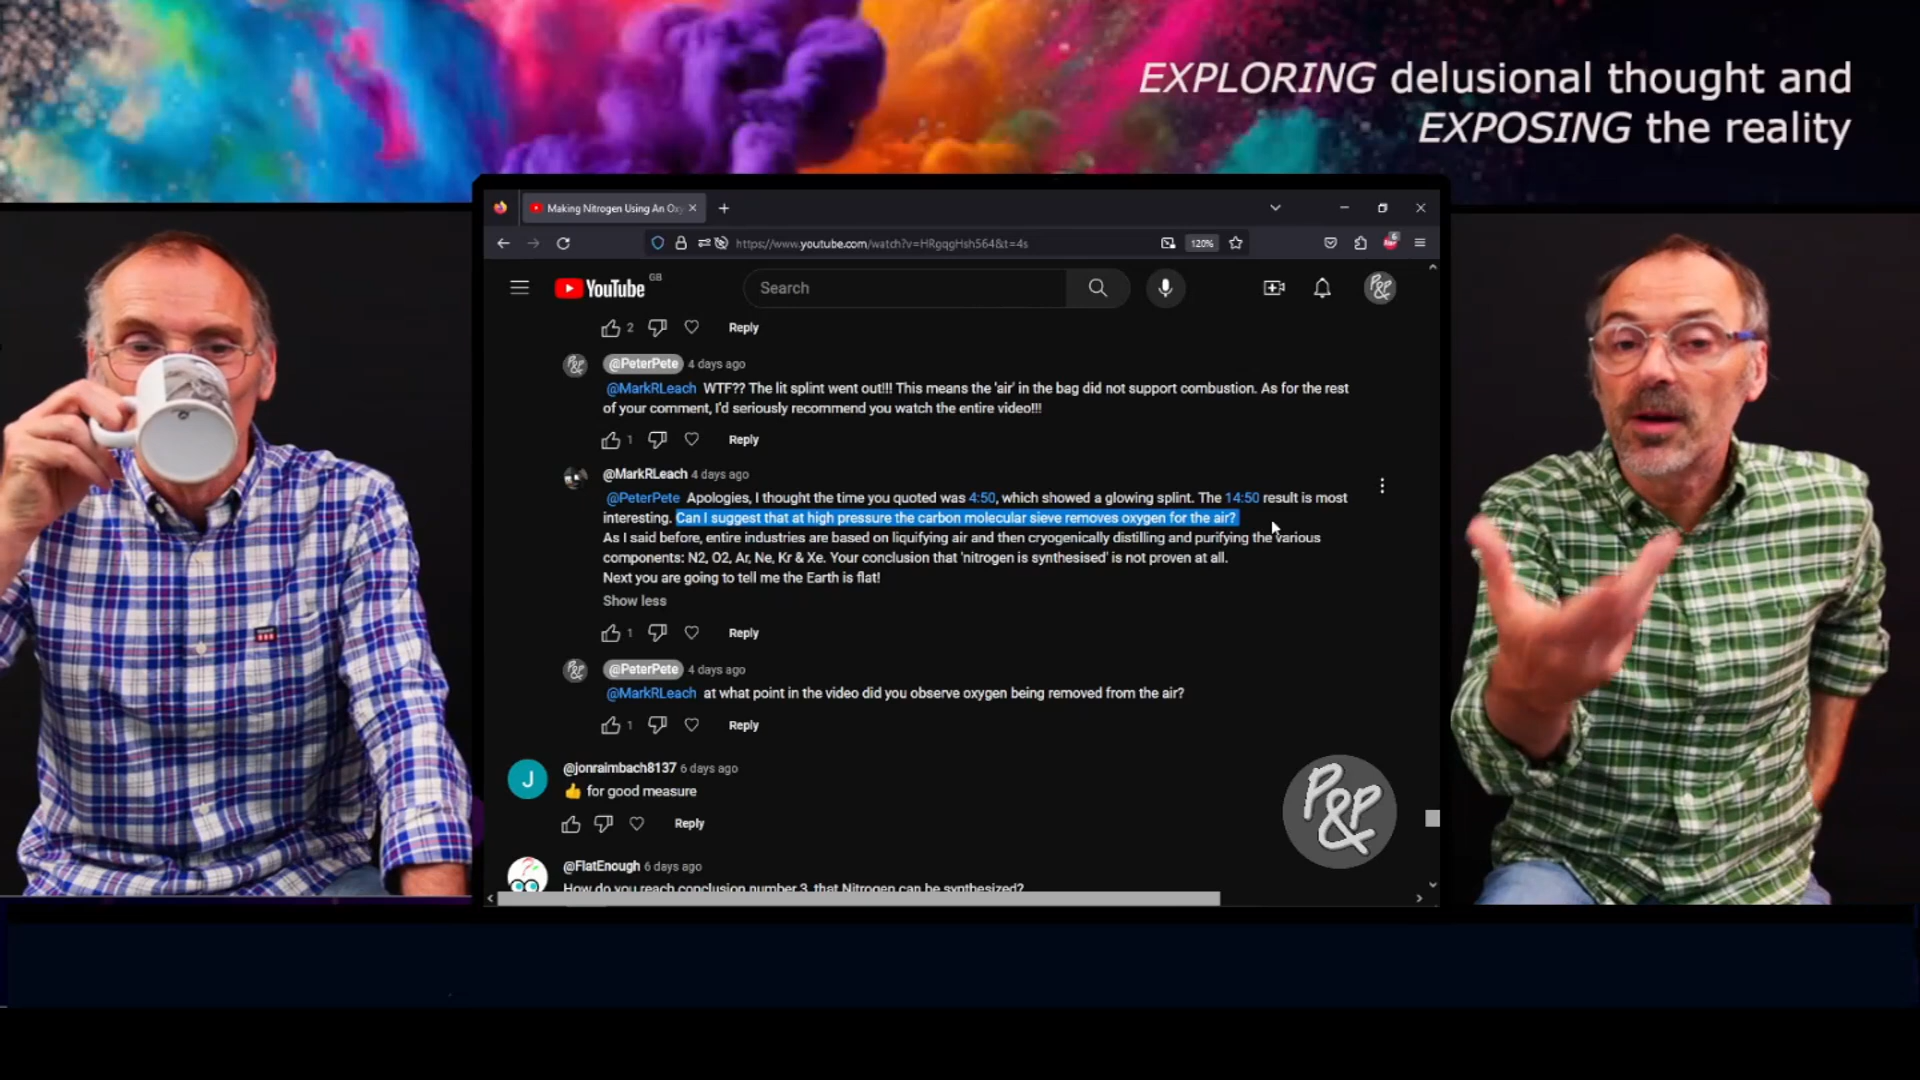 EXPLORING delusional thought and
EXPOSING the reality
Making Nitrogen Using An Oxy
https://www.youtube.com/watch?v=HRgqgHsh564&t=4s
120%
6
YouTube GB
Search
P&P
2 Reply
@PeterPete 4 days ago
@MarkRLeach WTF?? The lit splint went out!!! This means the 'air' in the bag did not support combustion. As for the rest
of your comment, I'd seriously recommend you watch the entire video!!!
1 Reply
@MarkRLeach 4 days ago
@PeterPete Apologies, I thought the time you quoted was 4:50, which showed a glowing splint. The 14:50 result is most
interesting. Can I suggest that at high pressure the carbon molecular sieve removes oxygen for the air?
As I said before, entire industries are based on liquifying air and then cryogenically distilling and purifying the various
components: N2, O2, Ar, Ne, Kr & Xe. Your conclusion that 'nitrogen is synthesised' is not proven at all.
Next you are going to tell me the Earth is flat!
Show less
1 Reply
@PeterPete 4 days ago
@MarkRLeach at what point in the video did you observe oxygen being removed from the air?
1 Reply
J
@jonraimbach8137 6 days ago
👍 for good measure
Reply
P&P
@FlatEnough 6 days ago
How do you reach conclusion number 3, that Nitrogen can be synthesized?